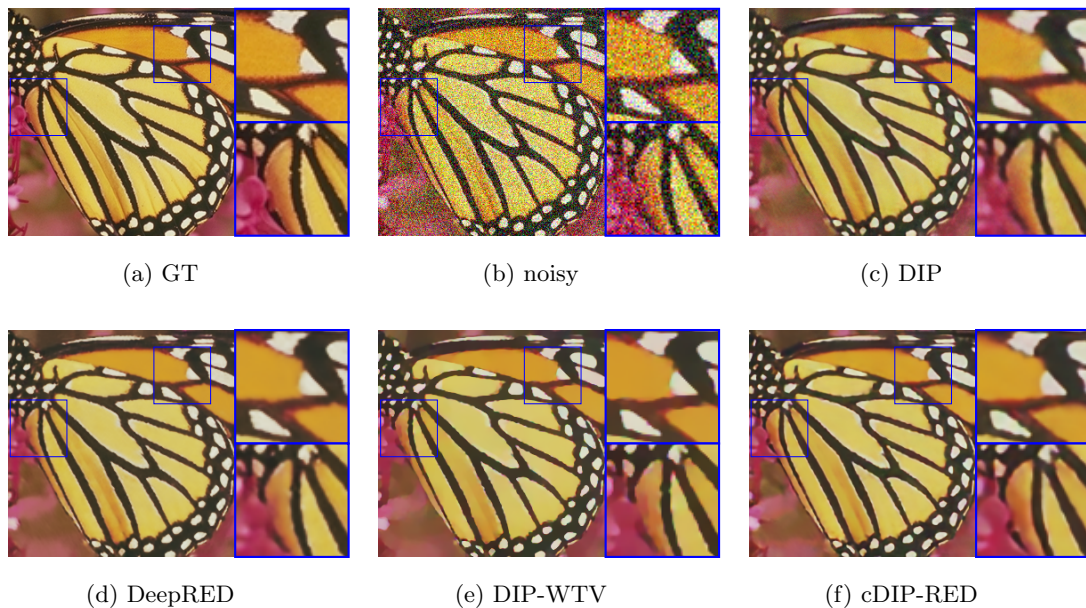 (a) GT
(b) noisy
(c) DIP
(d) DeepRED
(e) DIP-WTV
(f) cDIP-RED